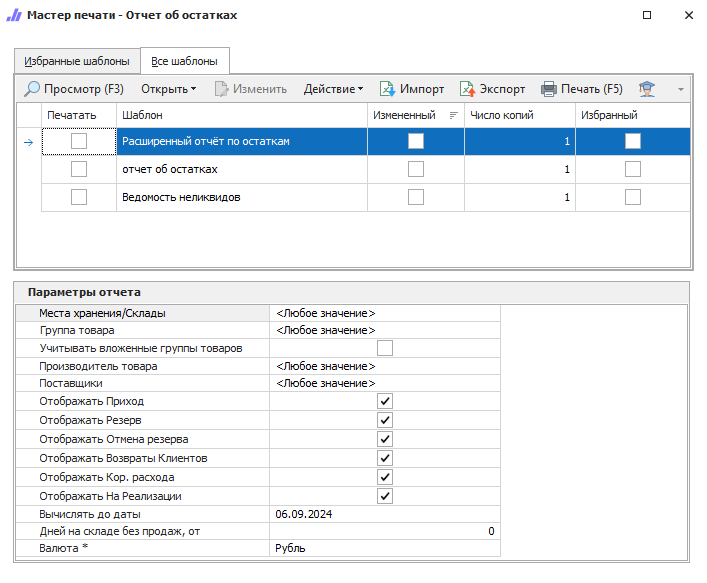 Мастер печати - Отчет об остатках
Избранные шаблоны Все шаблоны
Просмотр (F3) Открыть Изменить Действие Импорт Экспорт Печать (F5)
Печатать Шаблон Измененный Число копий Избранный
Расширенный отчёт по остаткам 1
отчет об остатках 1
Ведомость неликвидов 1
Параметры отчета
Места хранения/Склады <Любое значение>
Группа товара <Любое значение>
Учитывать вложенные группы товаров
Производитель товара <Любое значение>
Поставщики <Любое значение>
Отображать Приход
Отображать Резерв
Отображать Отмена резерва
Отображать Возвраты Клиентов
Отображать Кор. расхода
Отображать На Реализации
Вычислять до даты 06.09.2024
Дней на складе без продаж, от 0
Валюта * Рубль